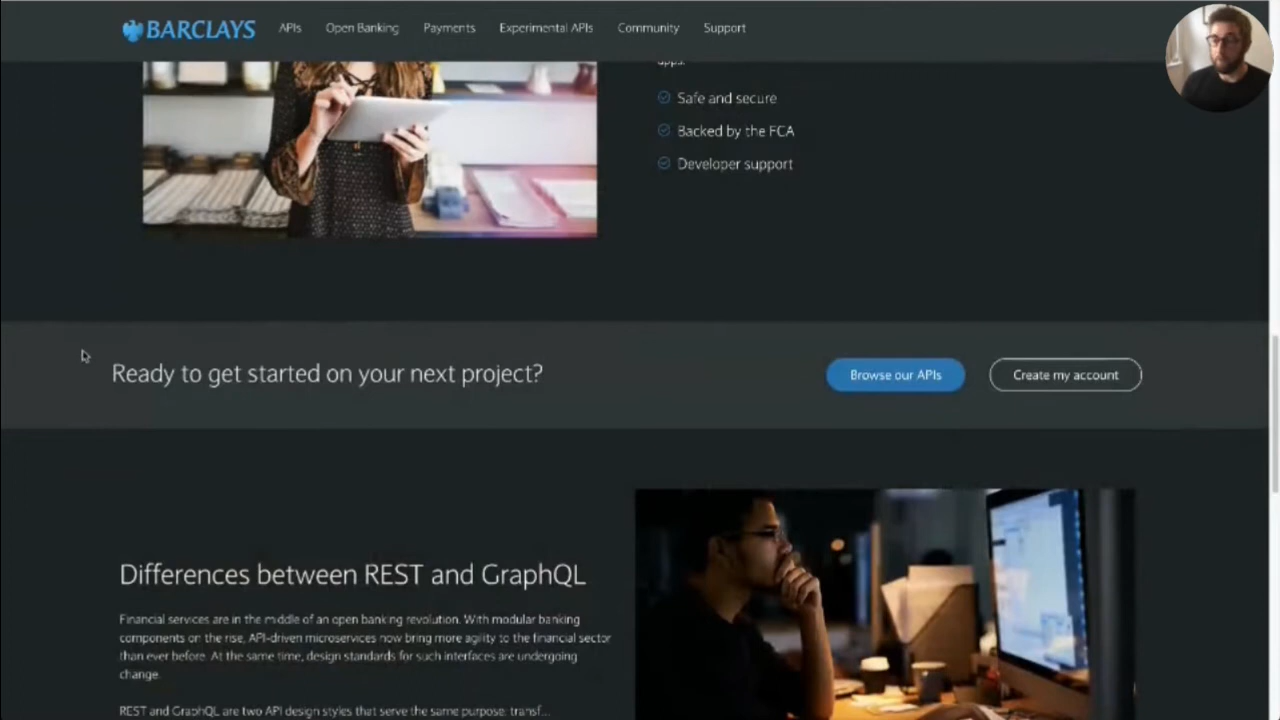 BARCLAYS APIs Open Banking Payments Experimental APIs Community Support
apps.
Safe and secure
Backed by the FCA
Developer support
Ready to get started on your next project?
Browse our APIs
Create my account
Differences between REST and GraphQL
Financial services are in the middle of an open banking revolution. With modular banking
components on the rise, API-driven microservices now bring more agility to the financial sector
than ever before. At the same time, design standards for such interfaces are undergoing
change.
REST and GraphQL are two API design styles that serve the same purpose: transf...